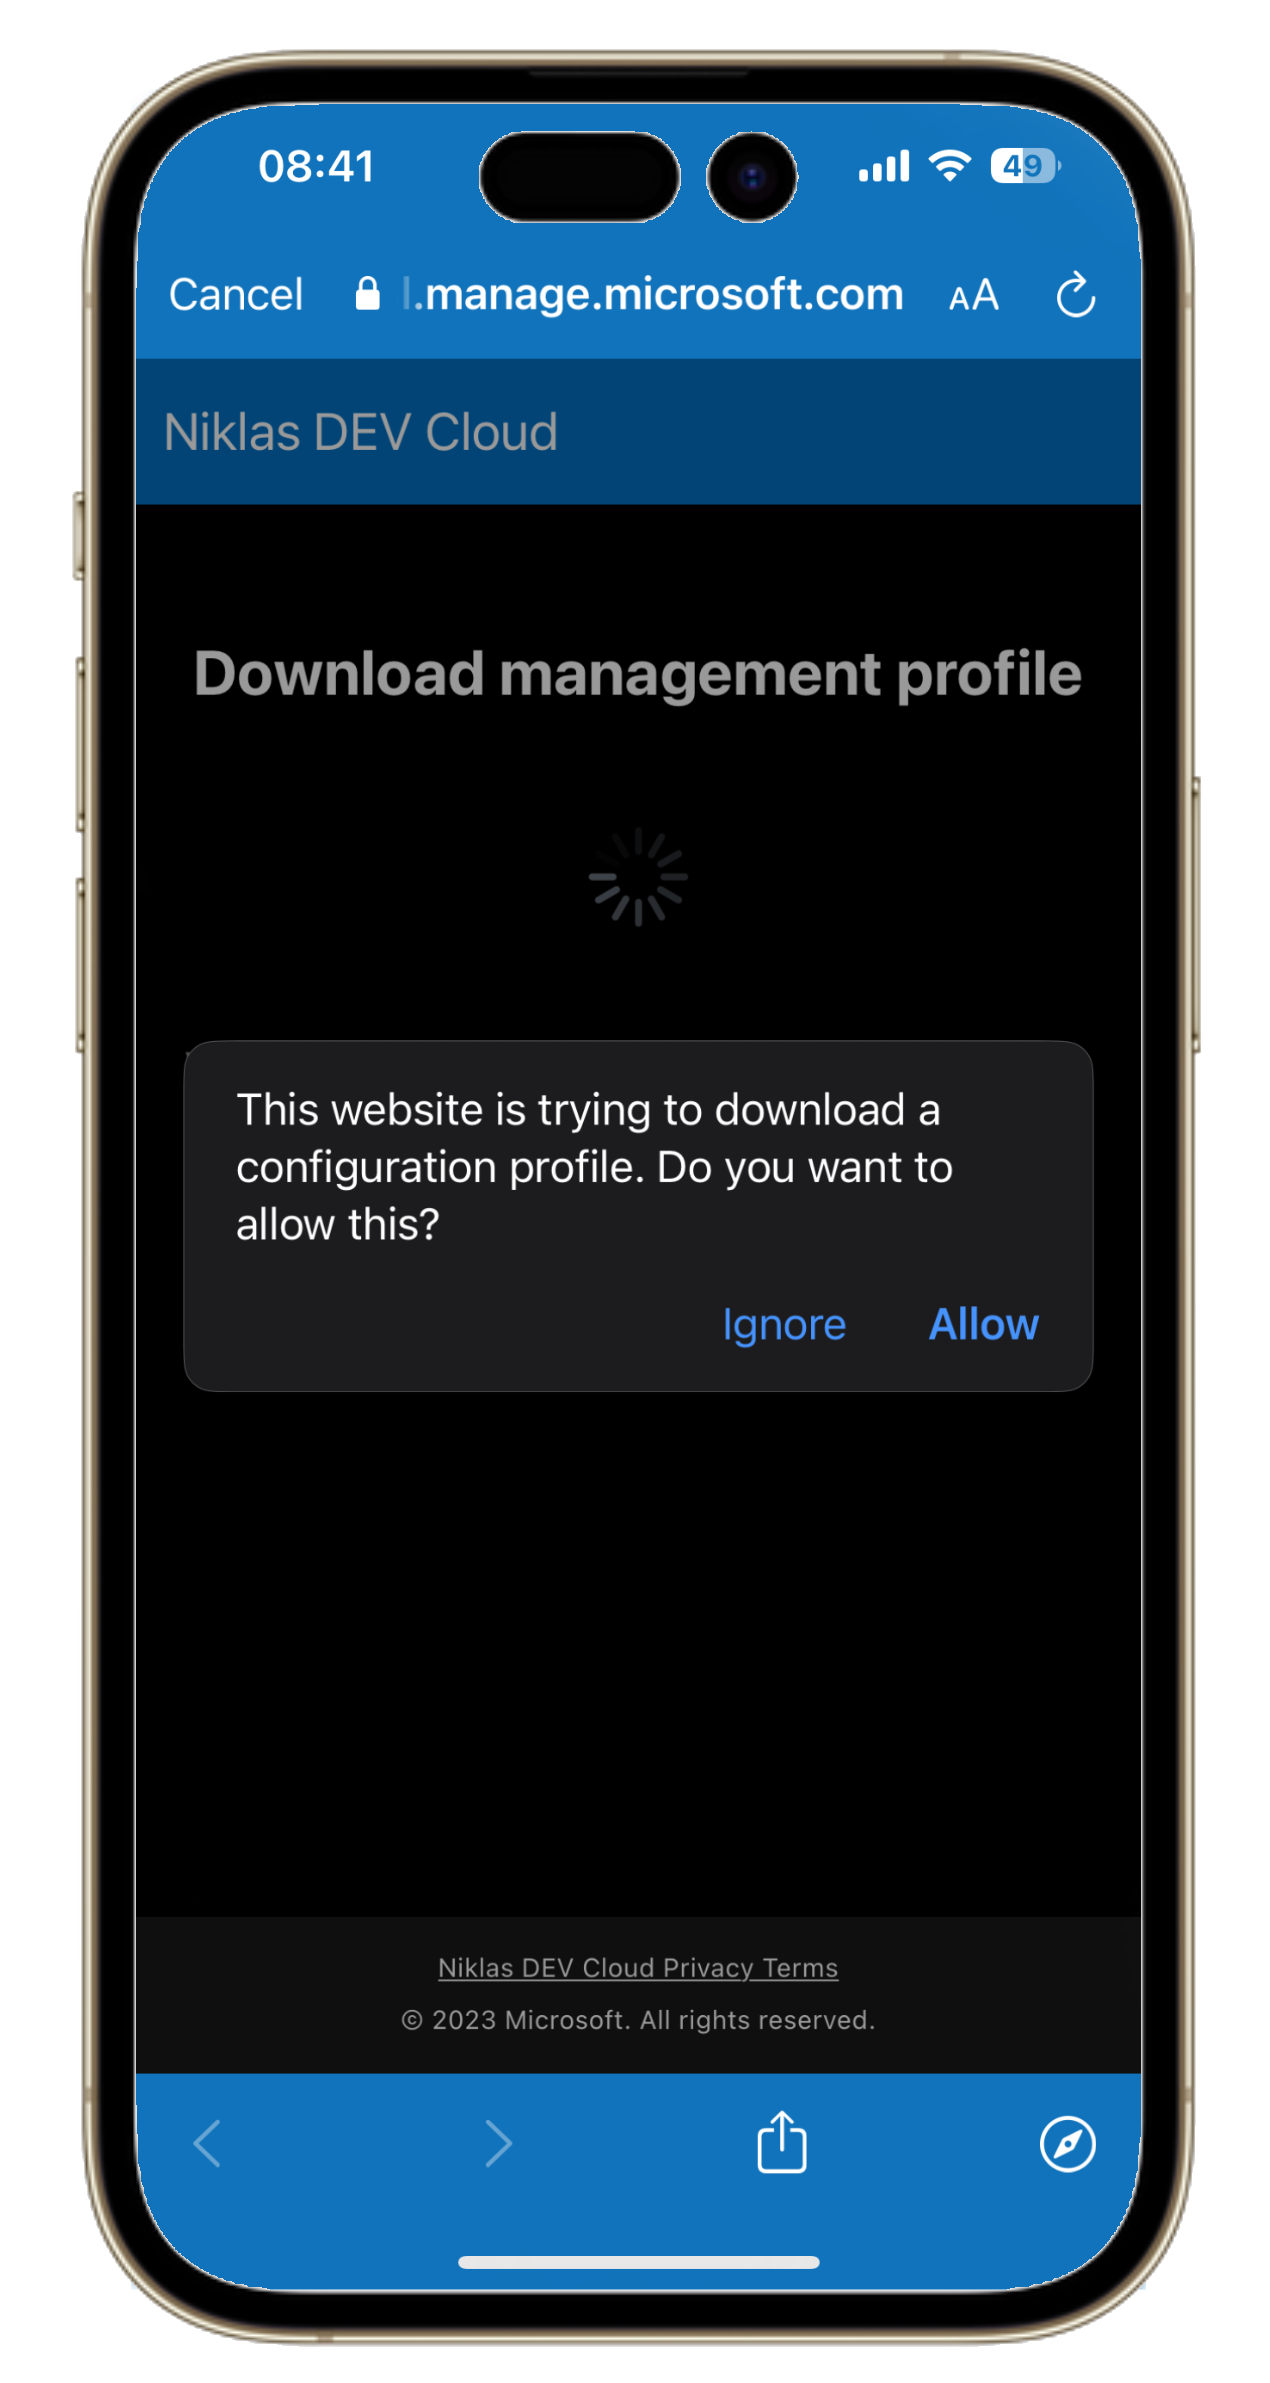 08:41
49
Cancel l.manage.microsoft.com AA
Niklas DEV Cloud
Download management profile
This website is trying to download a
configuration profile. Do you want to
allow this?
Ignore Allow
Niklas DEV Cloud Privacy Terms
© 2023 Microsoft. All rights reserved.